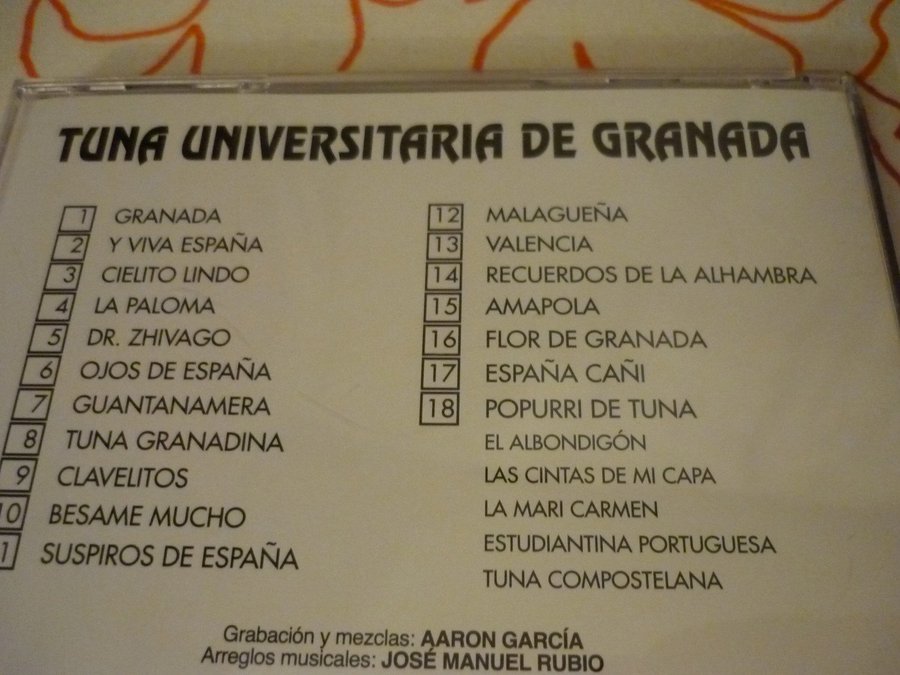 TUNA UNIVERSITARIA DE GRANADA
1 GRANADA
2 Y VIVA ESPAÑA
3 CIELITO LINDO
4 LA PALOMA
5 DR. ZHIVAGO
6 OJOS DE ESPAÑA
7 GUANTANAMERA
8 TUNA GRANADINA
9 CLAVELITOS
10 BESAME MUCHO
1 SUSPIROS DE ESPAÑA
12 MALAGUEÑA
13 VALENCIA
14 RECUERDOS DE LA ALHAMBRA
15 AMAPOLA
16 FLOR DE GRANADA
17 ESPAÑA CAÑI
18 POPURRI DE TUNA
EL ALBONDIGÓN
LAS CINTAS DE MI CAPA
LA MARI CARMEN
ESTUDIANTINA PORTUGUESA
TUNA COMPOSTELANA
Grabación y mezclas: AARON GARCÍA
Arreglos musicales: JOSÉ MANUEL RUBIO